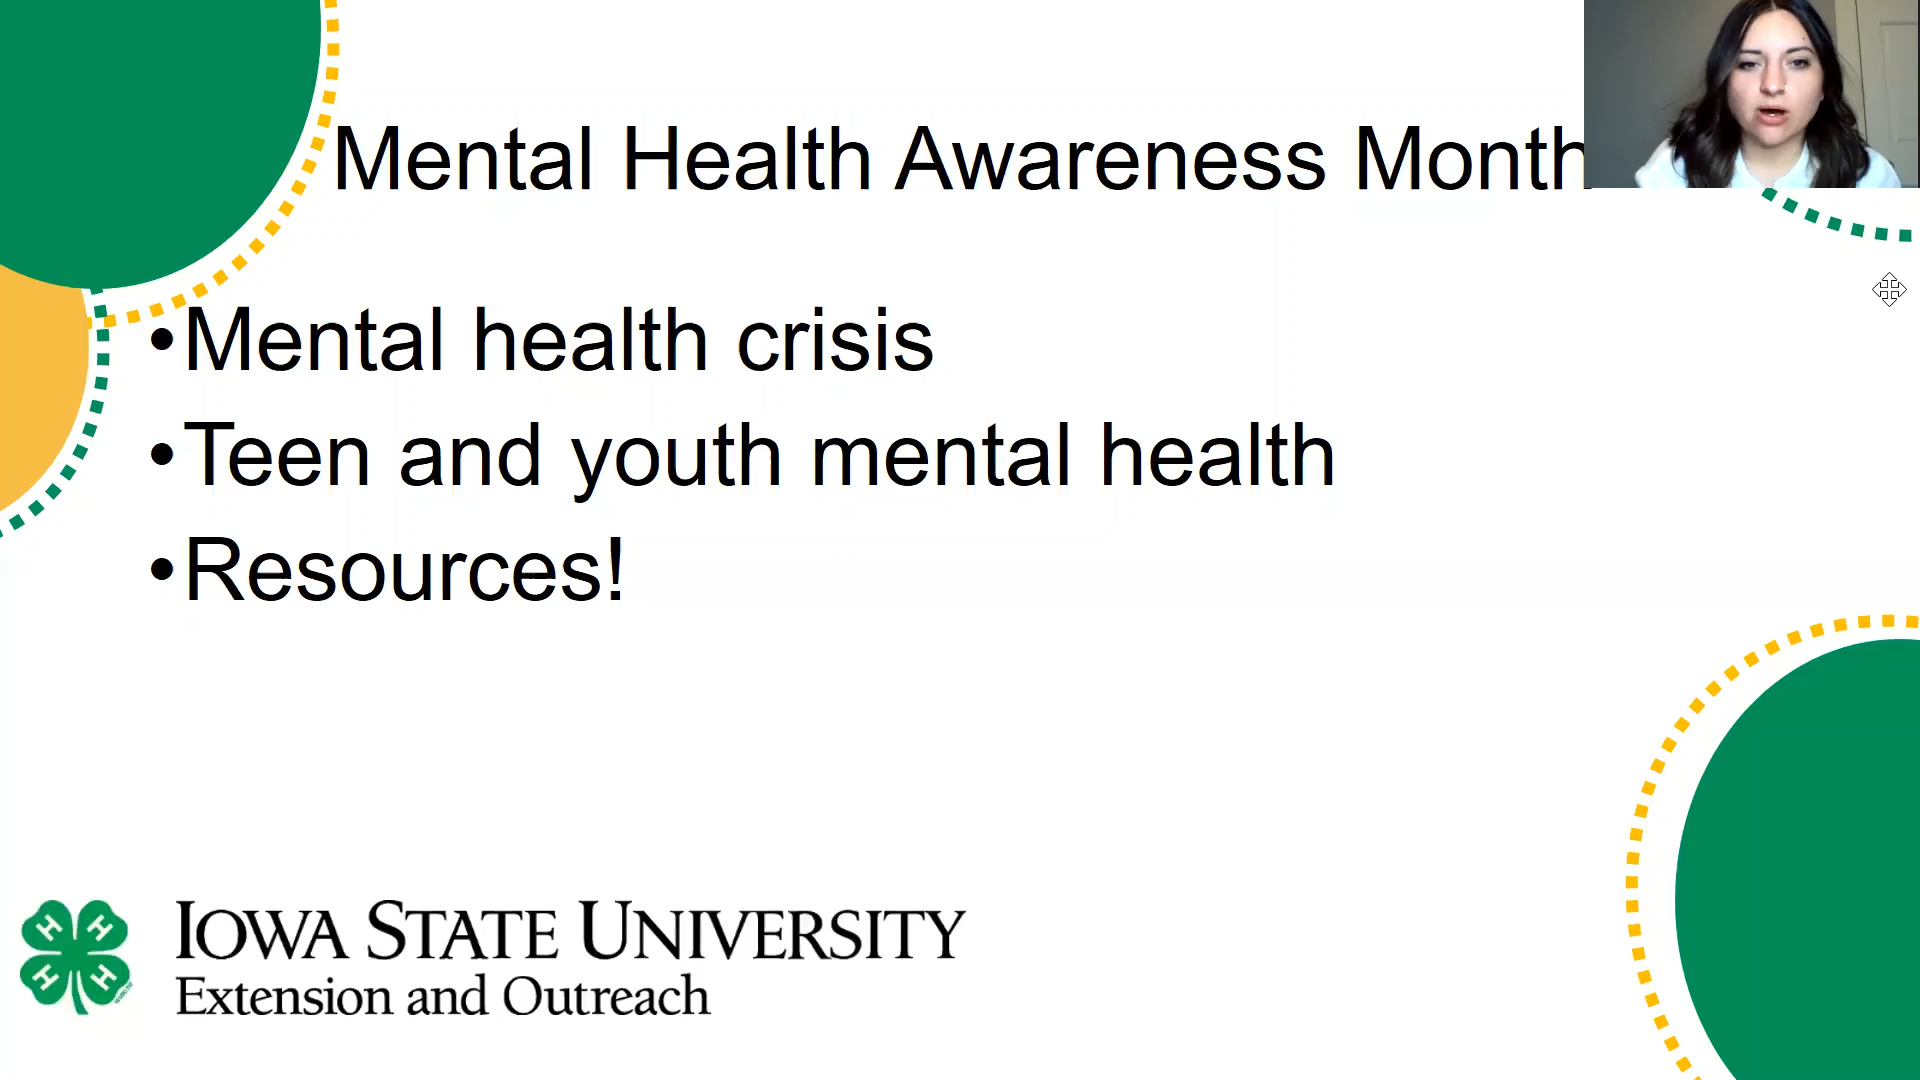 Mental Health Awareness Month
•Mental health crisis
•Teen and youth mental health
•Resources!
H H
H H
IOWA STATE UNIVERSITY
Extension and Outreach